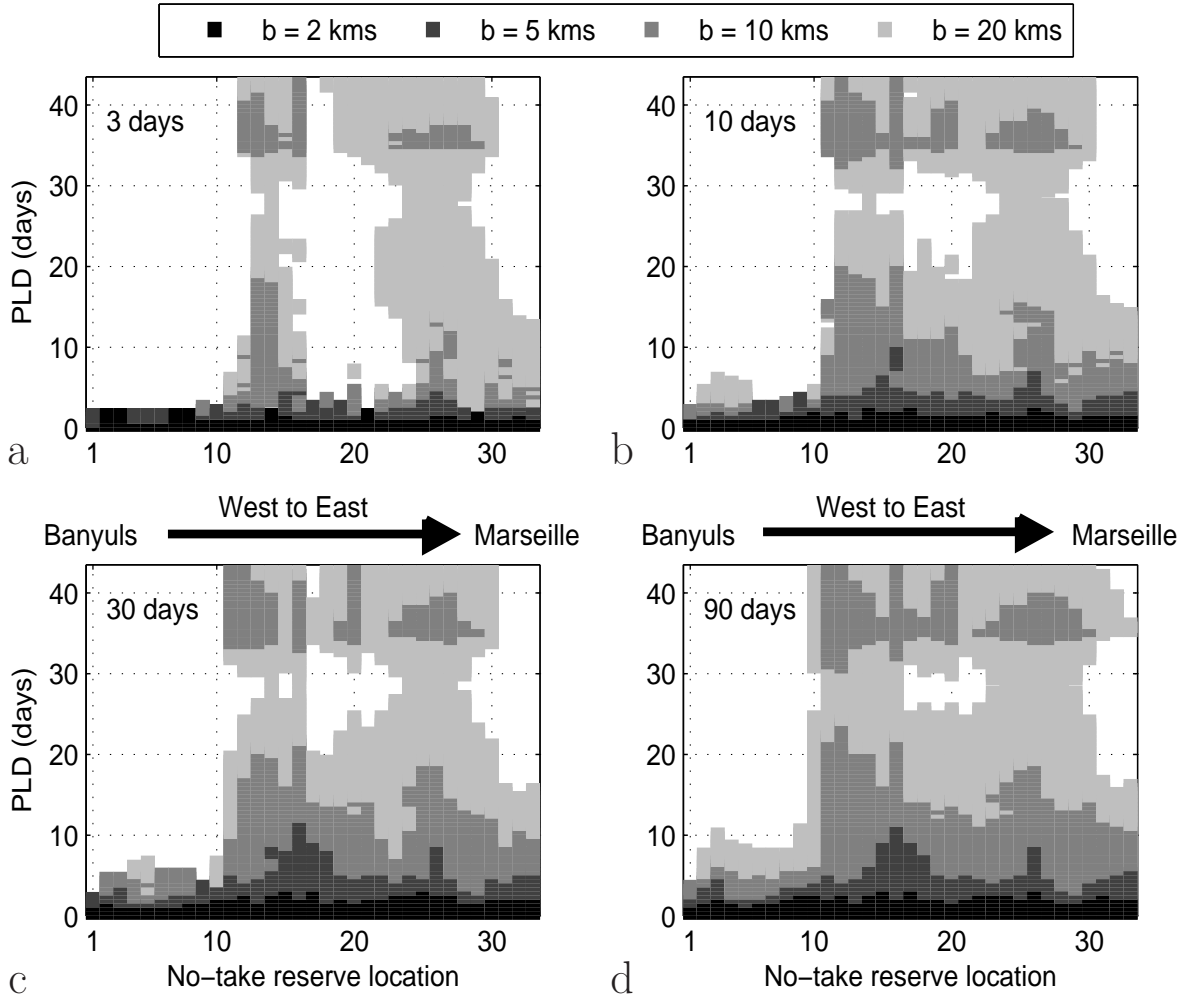 b = 2 kms b = 5 kms b = 10 kms b = 20 kms
3 days
10 days
PLD (days)
40
30
20
10
0
1 10 20 30
a
40
30
20
10
0
1 10 20 30
b
West to East
Banyuls Marseille
West to East
Banyuls Marseille
30 days
90 days
PLD (days)
40
30
20
10
0
1 10 20 30
No-take reserve location
c
PLD (days)
40
30
20
10
0
1 10 20 30
No-take reserve location
d